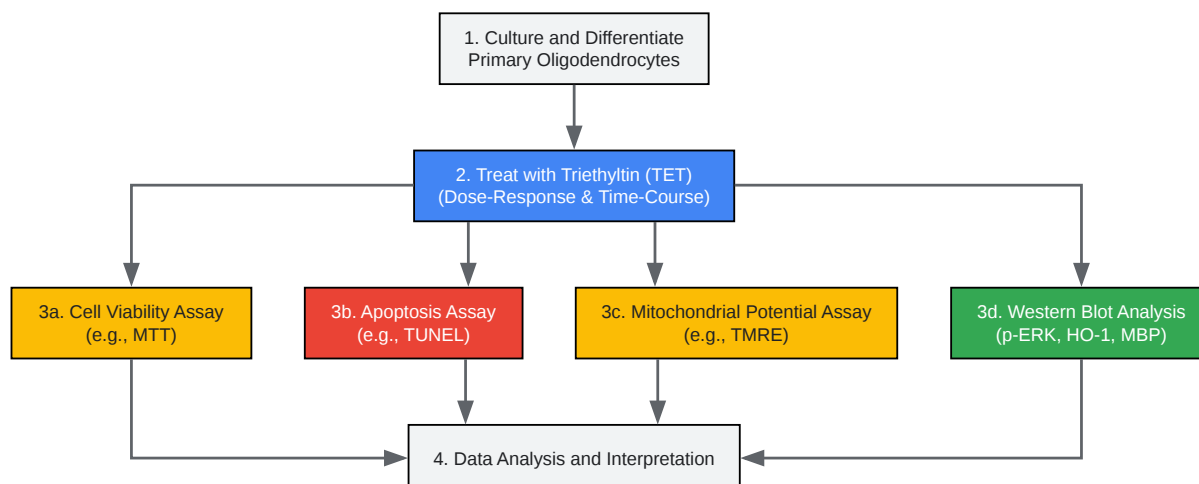 1. Culture and Differentiate
Primary Oligodendrocytes
2. Treat with Triethyltin (TET)
(Dose-Response & Time-Course)
3a. Cell Viability Assay
(e.g., MTT)
3b. Apoptosis Assay
(e.g., TUNEL)
3c. Mitochondrial Potential Assay
(e.g., TMRE)
3d. Western Blot Analysis
(p-ERK, HO-1, MBP)
4. Data Analysis and Interpretation